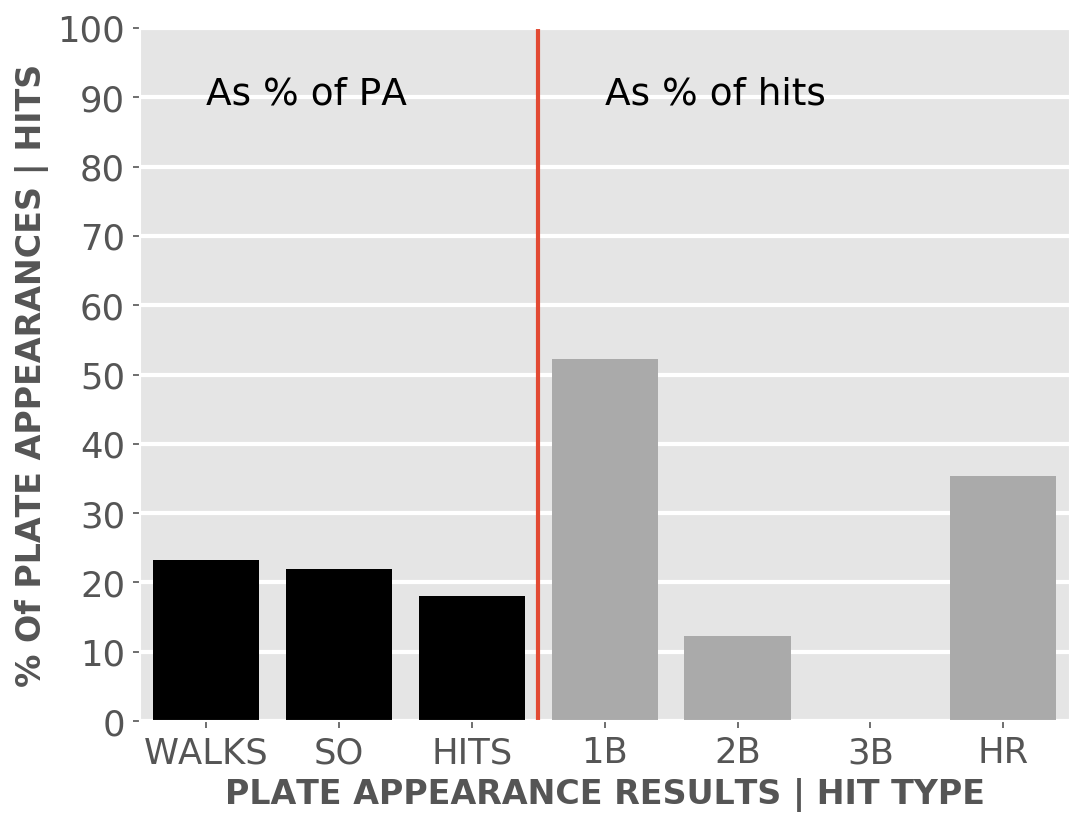 % Of PLATE APPEARANCES | HITS
100
90
80
70
60
50
40
30
20
10
0
As % of PA
As % of hits
WALKS SO HITS 1B 2B 3B HR
PLATE APPEARANCE RESULTS | HIT TYPE